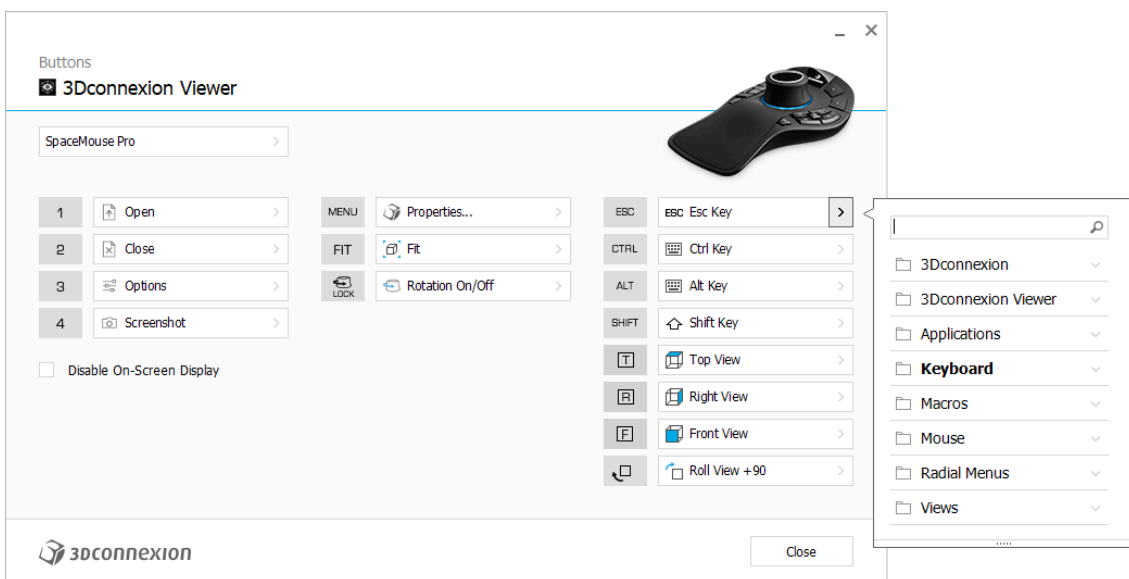 Buttons
3Dconnexion Viewer
SpaceMouse Pro
1 Open
2 Close
3 Options
4 Screenshot
Disable On-Screen Display
MENU Properties...
FIT Fit
LOCK Rotation On/Off
ESC ESC Esc Key
CTRL Ctrl Key
ALT Alt Key
SHIFT Shift Key
T Top View
R Right View
F Front View
Roll View +90
3Dconnexion
3Dconnexion Viewer
Applications
Keyboard
Macros
Mouse
Radial Menus
Views
3Dconnexion
Close